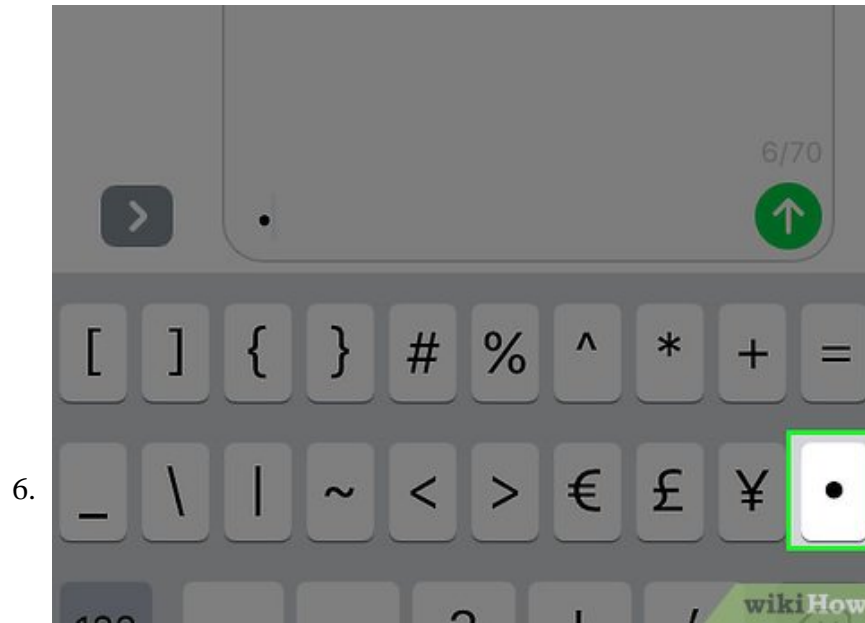 6/70
•
[ ] { } # % ^ * + =
6.
_ \ | ~ < > € £ ¥ •
wikiHow